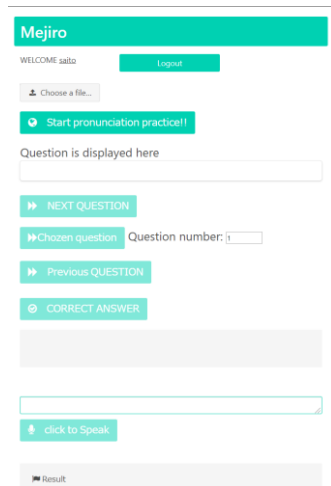 Mejiro
WELCOME saito Logout
Choose a file...
Start pronunciation practice!!
Question is displayed here
NEXT QUESTION
Chozen question Question number: 1
Previous QUESTION
CORRECT ANSWER
click to Speak
Result